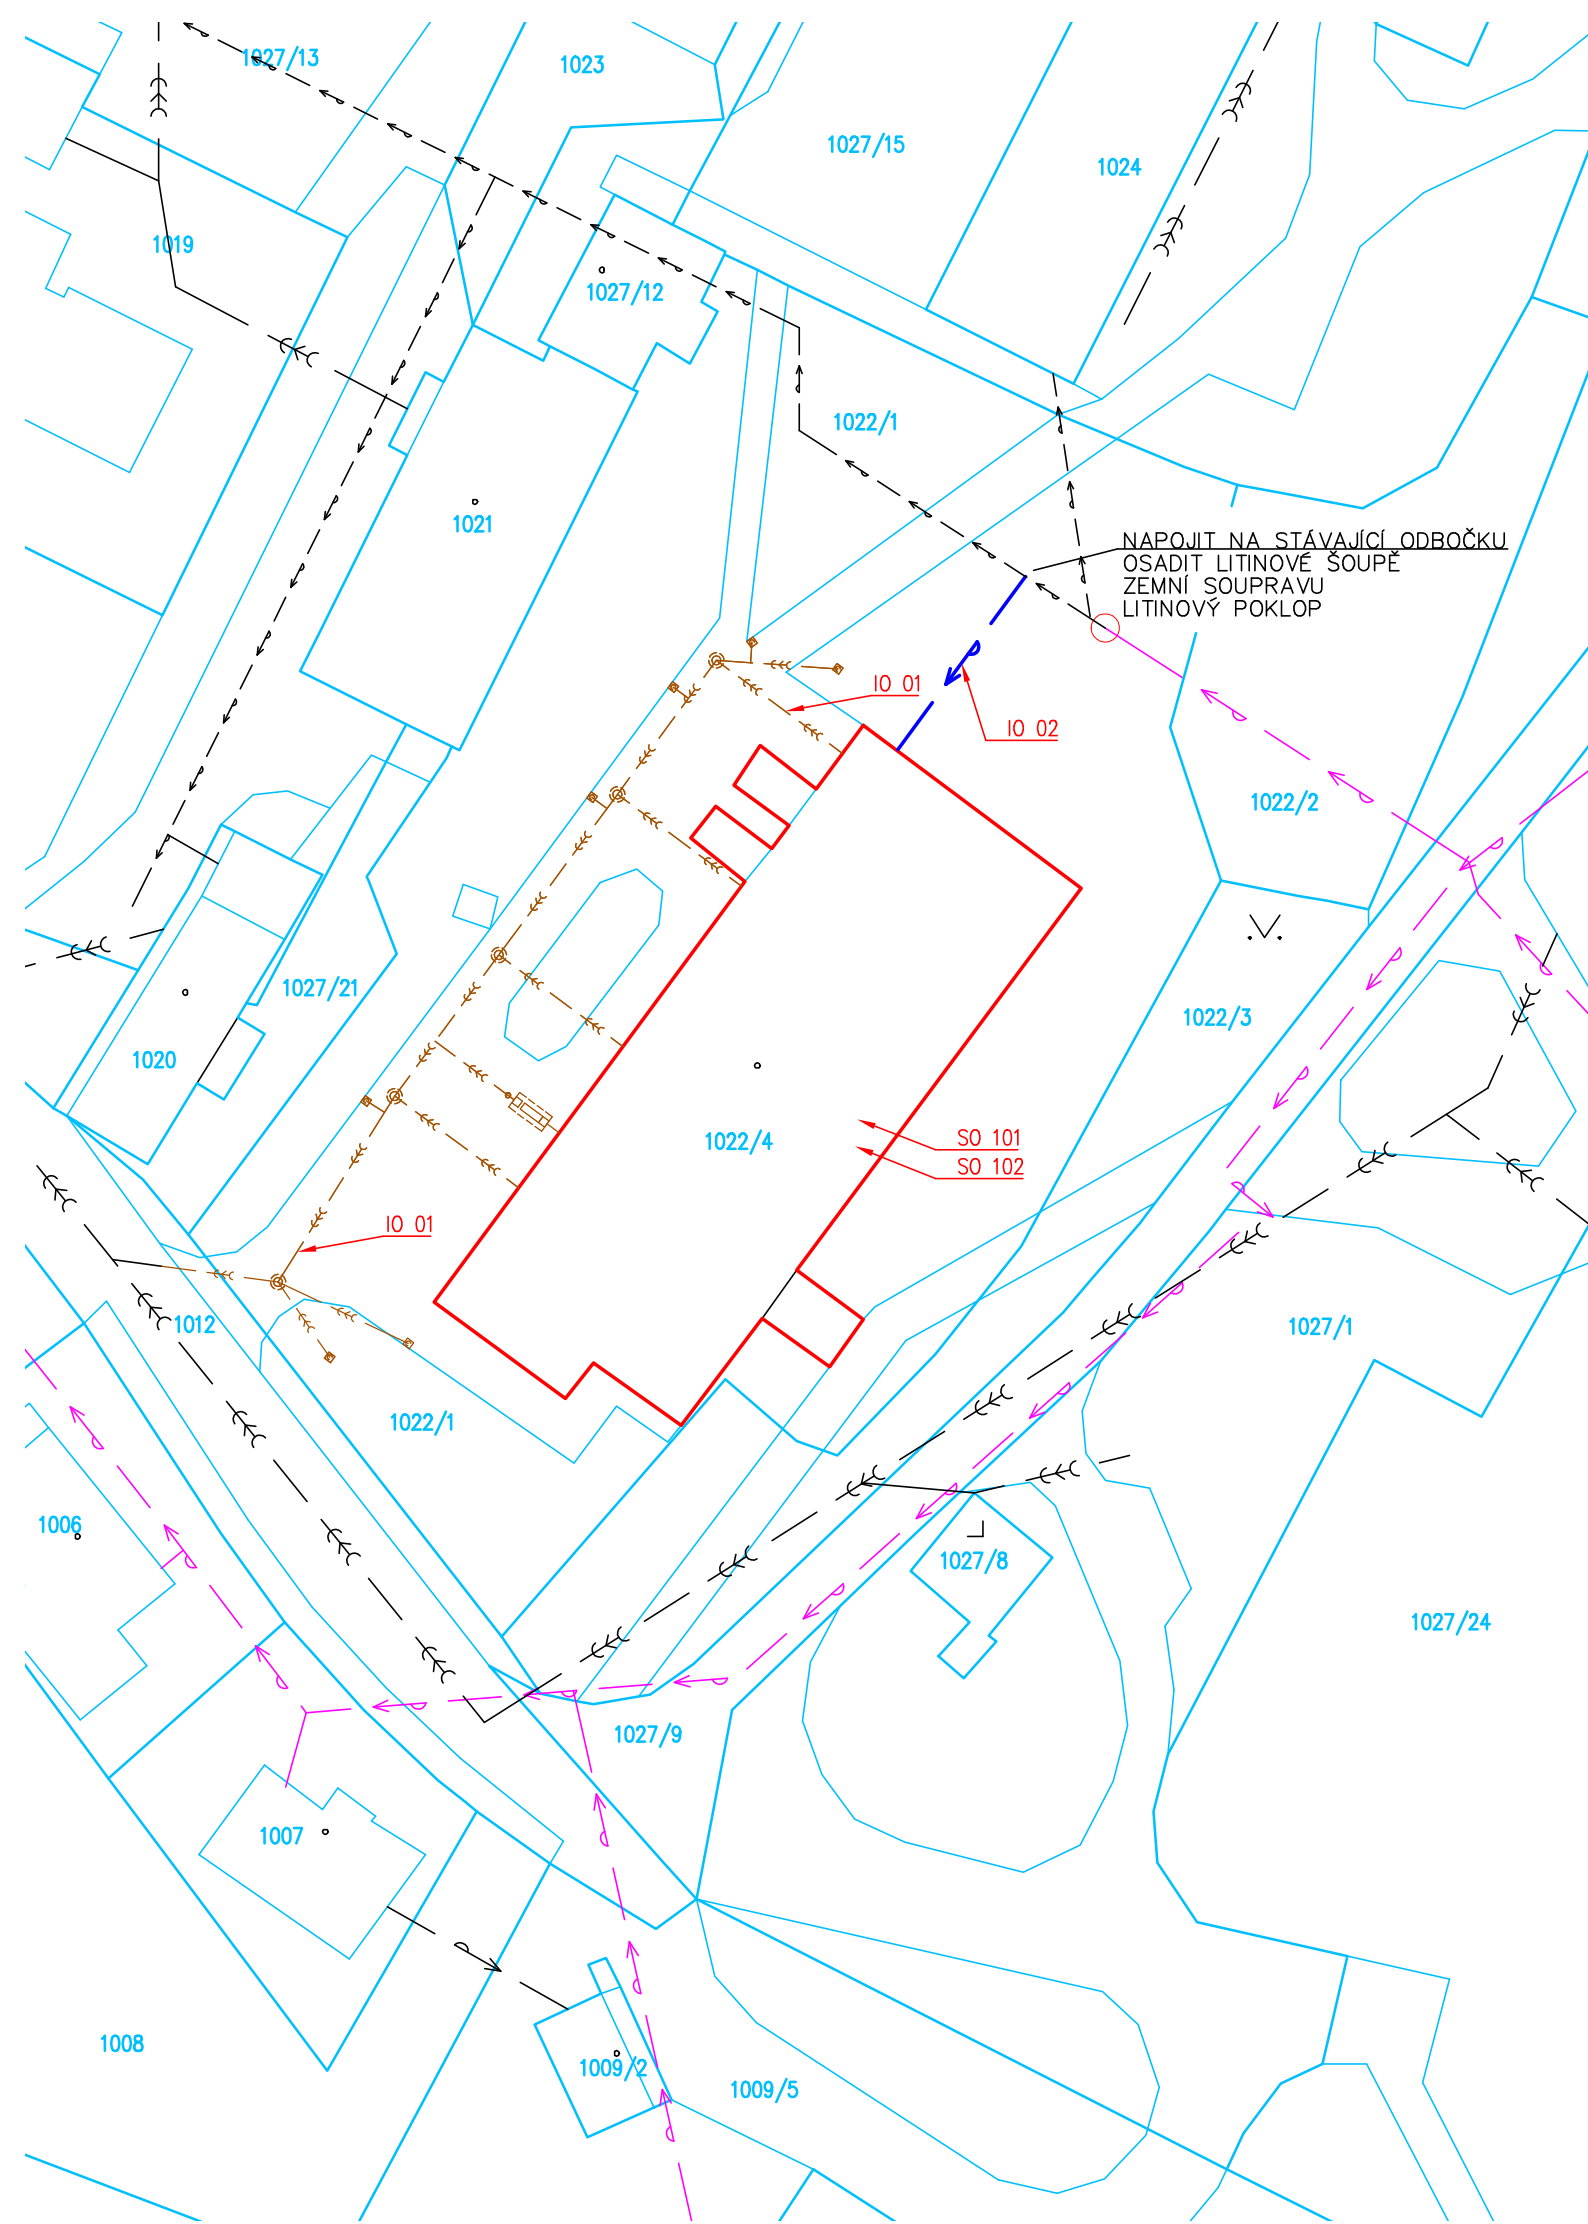 1027/13
1023
1027/15
1024
1019
1027/12
1022/1
1021
NAPOJIT NA STÁVAJÍCÍ ODBOČKU
OSADIT LITINOVÉ ŠOUPĚ
ZEMNÍ SOUPRAVU
LITINOVÝ POKLOP
IO 01
IO 02
1022/2
1027/21
1022/3
1020
1022/4
SO 101
SO 102
IO 01
1012
1027/1
1022/1
1006
1027/8
1027/24
1027/9
1007
1008
1009/2
1009/5